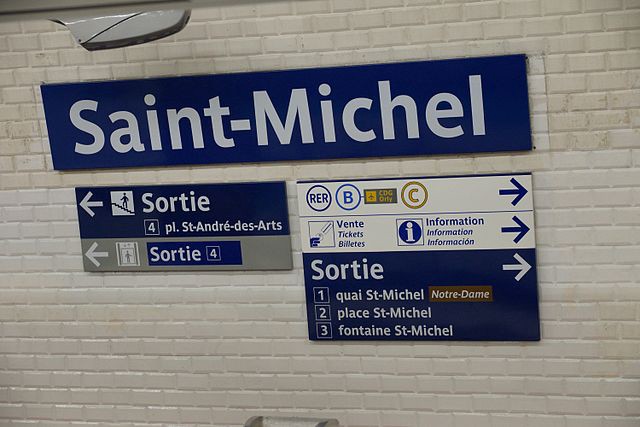 Saint-Michel
Sortie
4 pl. St-André-des-Arts
Sortie 4
RER B CDG Orly C
Vente
Tickets
Billetes
Information
Information
Información
Sortie
1 quai St-Michel Notre-Dame
2 place St-Michel
3 fontaine St-Michel